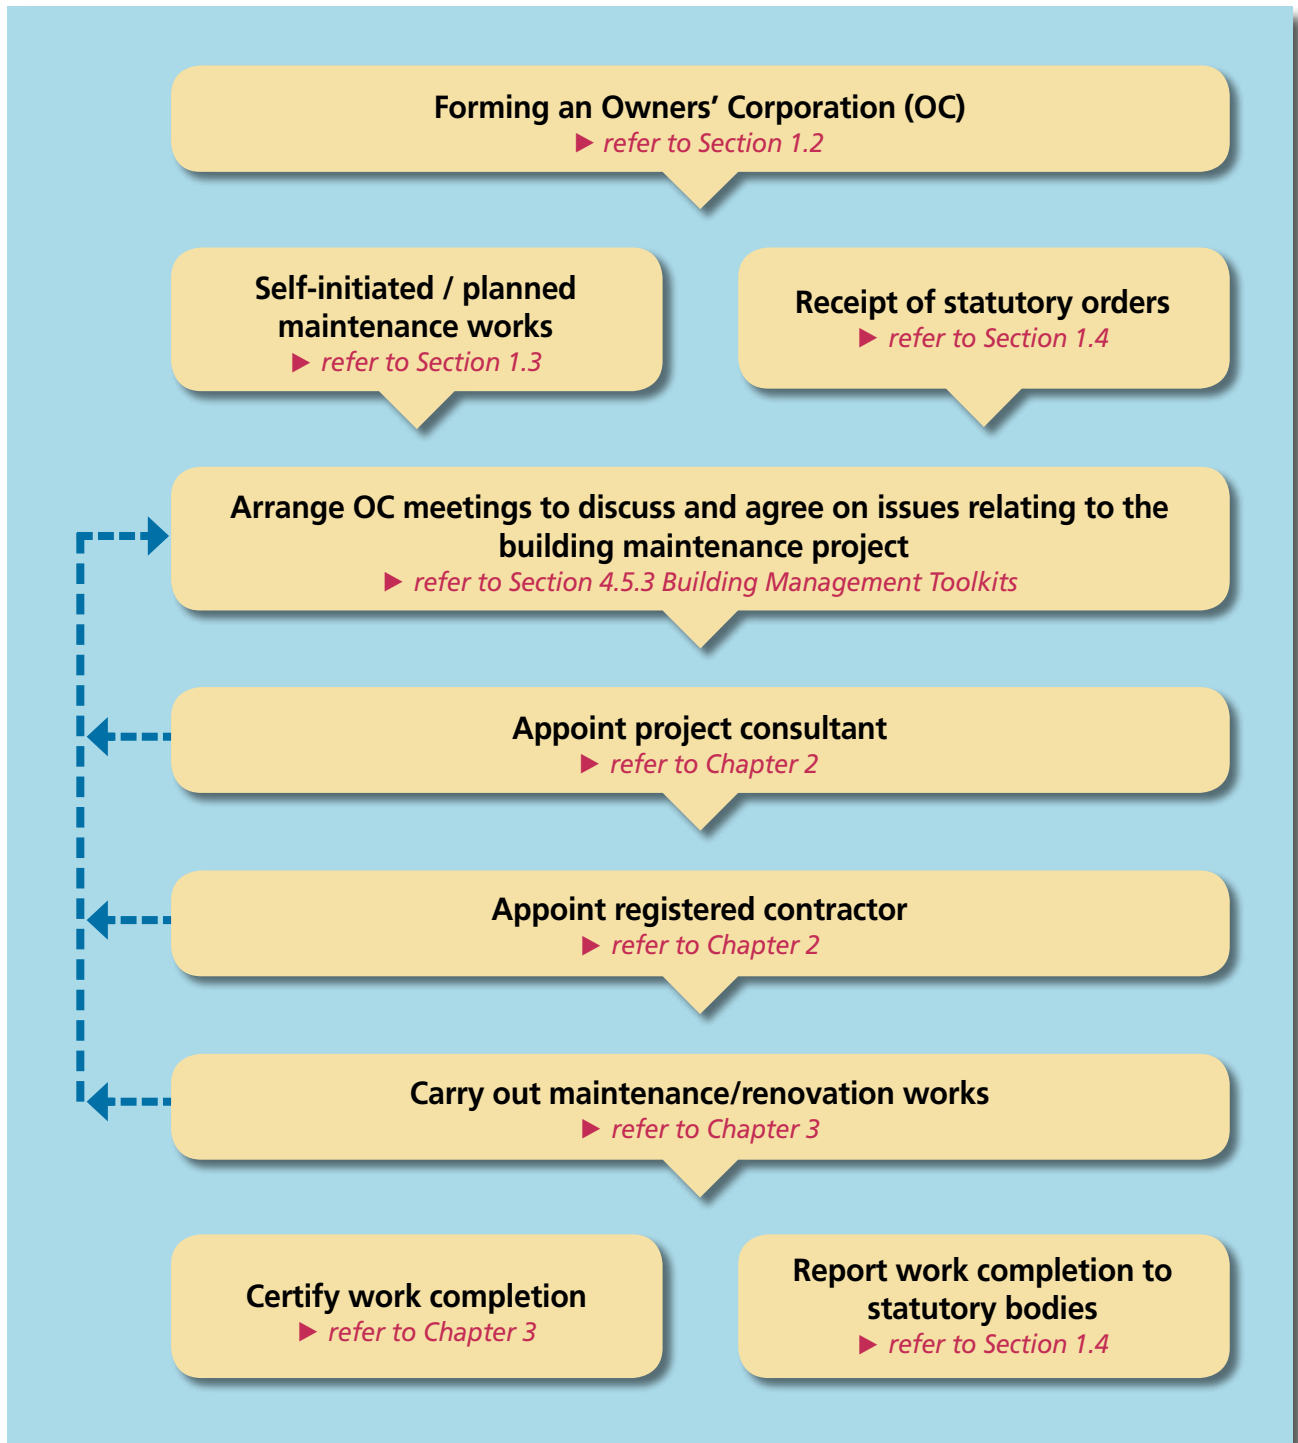 Forming an Owners’ Corporation (OC)
▶ refer to Section 1.2
Self-initiated / planned
maintenance works
▶ refer to Section 1.3
Receipt of statutory orders
▶ refer to Section 1.4
Arrange OC meetings to discuss and agree on issues relating to the
building maintenance project
▶ refer to Section 4.5.3 Building Management Toolkits
Appoint project consultant
▶ refer to Chapter 2
Appoint registered contractor
▶ refer to Chapter 2
Carry out maintenance/renovation works
▶ refer to Chapter 3
Certify work completion
▶ refer to Chapter 3
Report work completion to
statutory bodies
▶ refer to Section 1.4